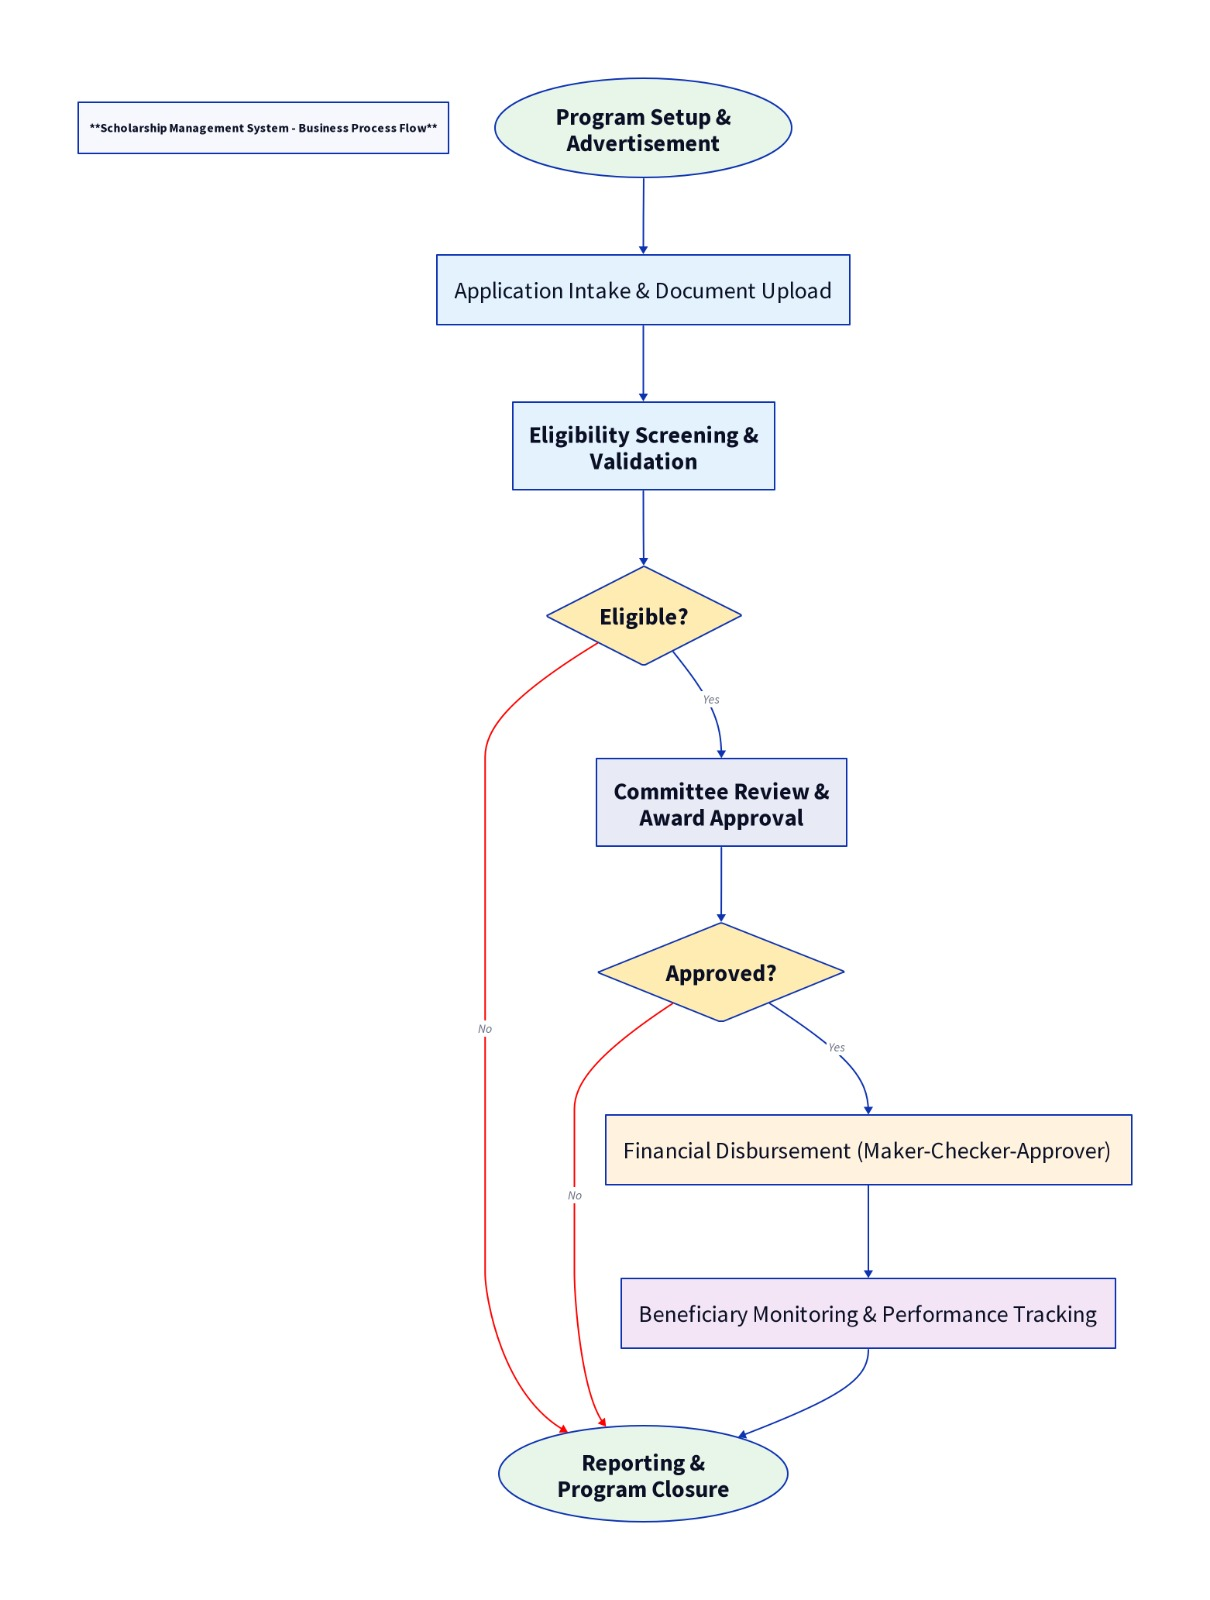 **Scholarship Management System - Business Process Flow**
Program Setup &
Advertisement
Application Intake & Document Upload
Eligibility Screening &
Validation
Eligible?
Yes
Committee Review &
Award Approval
Approved?
No
Yes
Financial Disbursement (Maker-Checker-Approver)
No
Beneficiary Monitoring & Performance Tracking
Reporting &
Program Closure